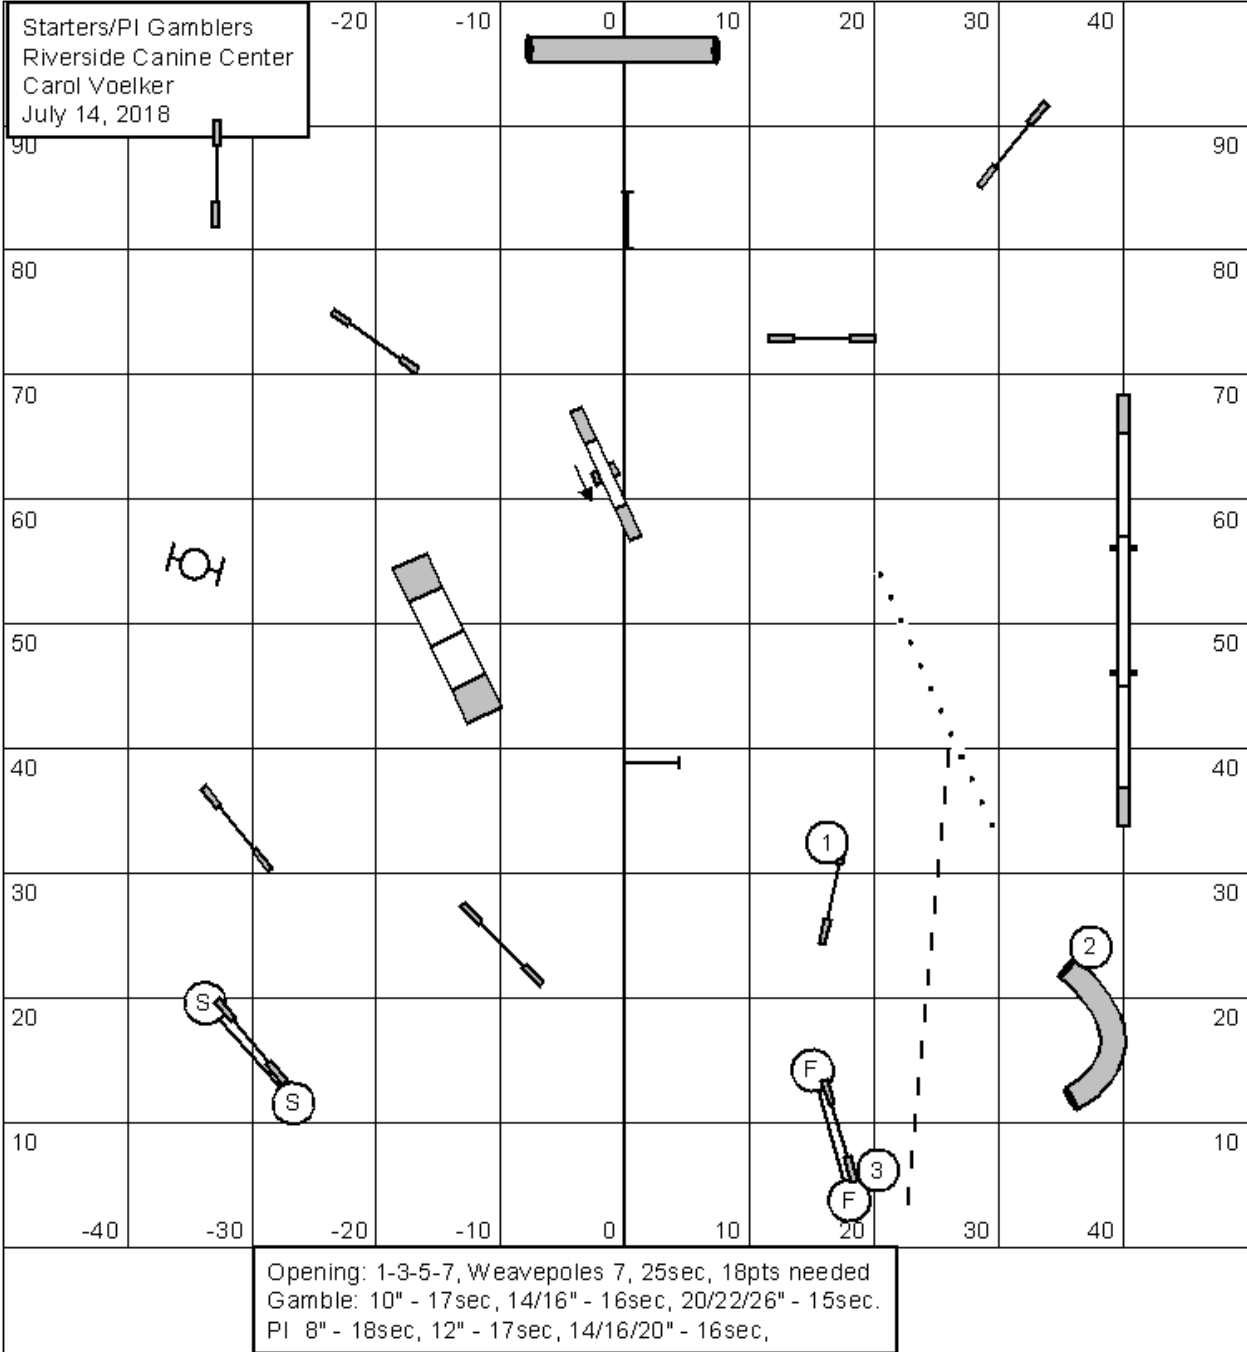 Starters/PI Gamblers
Riverside Canine Center
Carol Voelker
July 14, 2018
-20 -10 0 10 20 30 40
90 90
80 80
70 70
60 60
50 50
40 40
1
30 30
2
S 20 20
F
S
10 10
3
F
-40 -30 -20 -10 0 10 20 30 40
Opening: 1-3-5-7, Weavepoles 7, 25sec, 18pts needed
Gamble: 10" - 17sec, 14/16" - 16sec, 20/22/26" - 15sec.
PI 8" - 18sec, 12" - 17sec, 14/16/20" - 16sec,